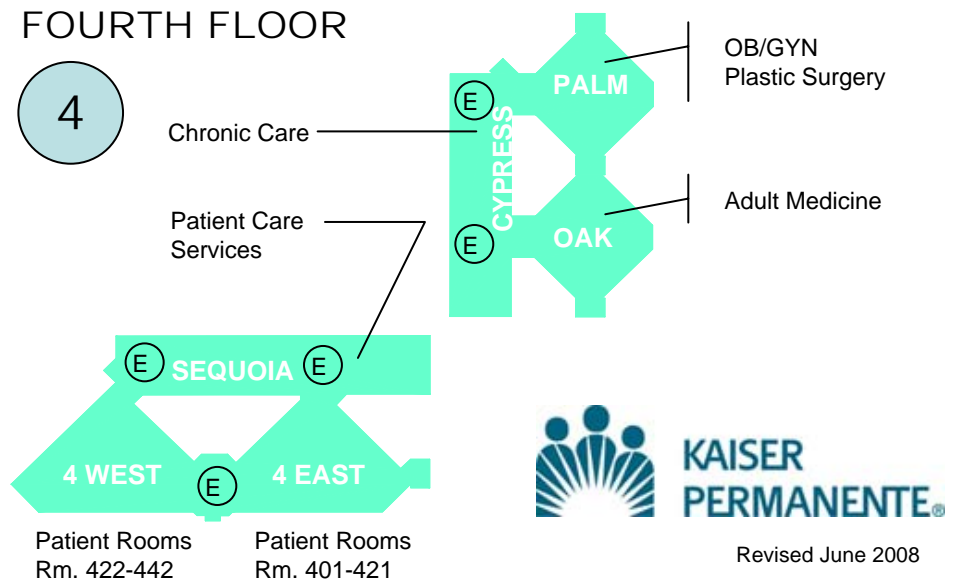 FOURTH FLOOR
4
OB/GYN
Plastic Surgery
PALM
E
Chronic Care
CYPRESS
Adult Medicine
Patient Care
Services
E
OAK
E
SEQUOIA
E
4 WEST
E
4 EAST
KAISER
PERMANENTE®
Patient Rooms
Rm. 422-442
Patient Rooms
Rm. 401-421
Revised June 2008